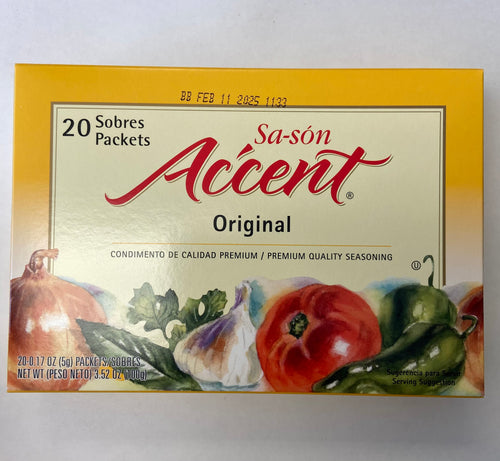 BB FEB 11 2025 1133
20 Sobres
Packets
Sa-són
Ac'cent®
Original
CONDIMENTO DE CALIDAD PREMIUM / PREMIUM QUALITY SEASONING
U
20 0.17 OZ (5g) PACKETS/SOBRES
NET WT (PESO NETO) 3.52 OZ (100g)
Sugerencia para Servir
Serving Suggestion